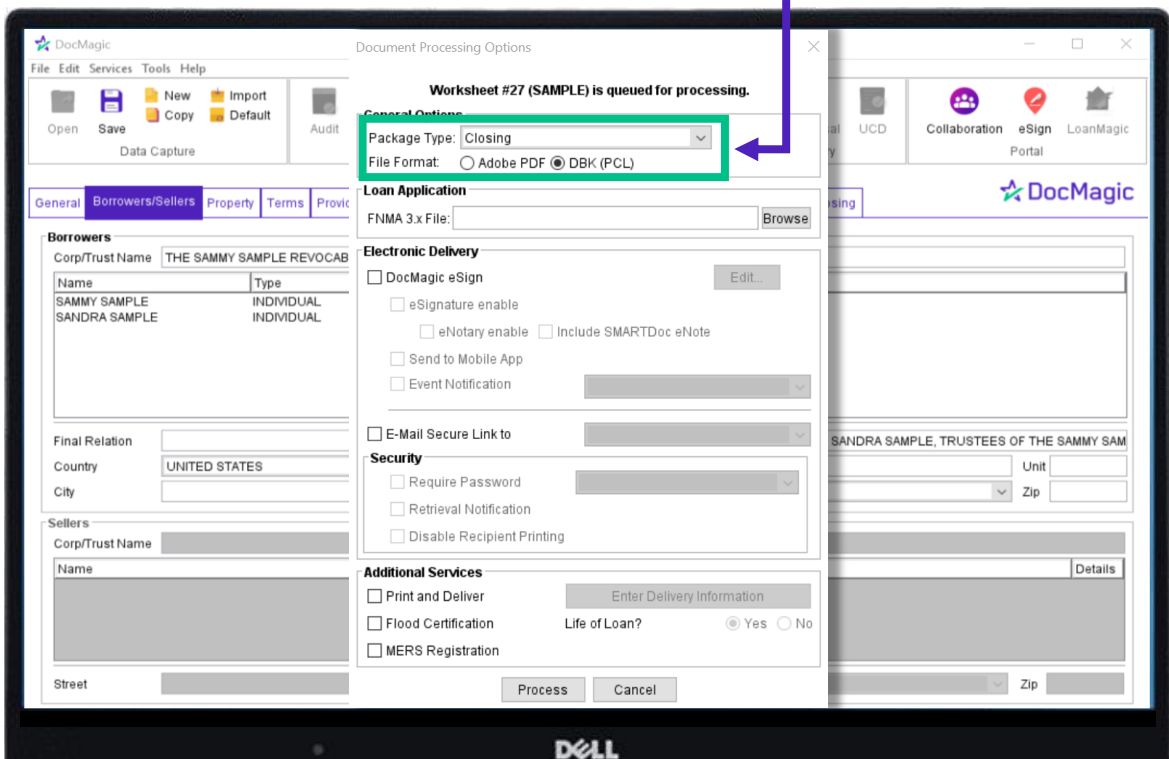 DocMagic
File Edit Services Tools Help
Open Save New Copy Import Default Audit
Data Capture
UCD
Collaboration eSign LoanMagic
Portal
General Borrowers/Sellers Property Terms
DocMagic
Borrowers
Corp/Trust Name THE SAMMY SAMPLE REVOCAB
Name Type
SAMMY SAMPLE INDIVIDUAL
SANDRA SAMPLE INDIVIDUAL
Final Relation
SANDRA SAMPLE, TRUSTEES OF THE SAMMY SAM
Country UNITED STATES
Unit
City
Zip
Sellers
Corp/Trust Name
Name
Details
Street
Zip
Document Processing Options
Worksheet #27 (SAMPLE) is queued for processing.
General Options
Package Type: Closing
File Format: Adobe PDF DBK (PCL)
Loan Application
FNMA 3.x File: Browse
Electronic Delivery
DocMagic eSign Edit...
eSignature enable
eNotary enable Include SMARTDoc eNote
Send to Mobile App
Event Notification
E-Mail Secure Link to
Security
Require Password
Retrieval Notification
Disable Recipient Printing
Additional Services
Print and Deliver Enter Delivery Information
Flood Certification Life of Loan? Yes No
MERS Registration
Process Cancel
DELL